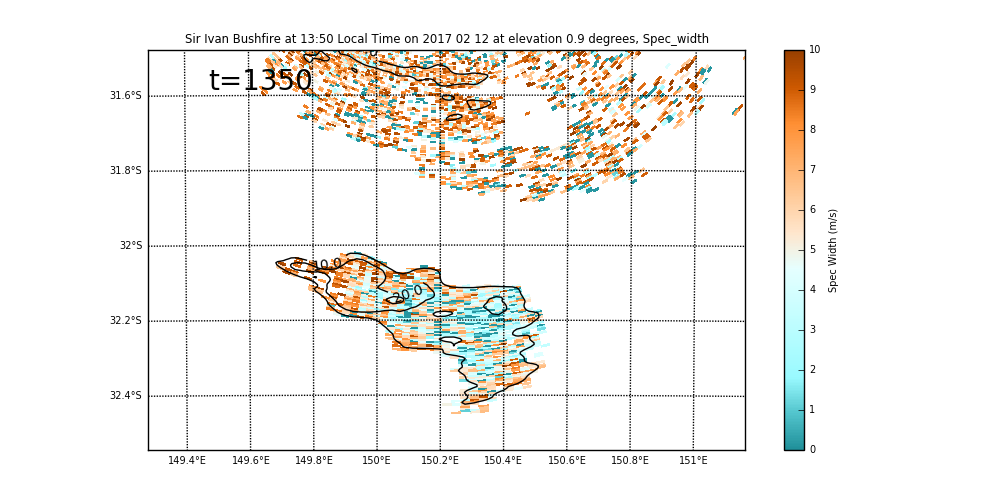 Sir Ivan Bushfire at 13:50 Local Time on 2017 02 12 at elevation 0.9 degrees, Spec_width
t=1350
31.6°S
31.8°S
32°S
32.2°S
32.4°S
20.0
149.4°E 149.6°E 149.8°E 150°E 150.2°E 150.4°E 150.6°E 150.8°E 151°E
10
9
8
7
6
5
4
3
2
1
0
Spec Width (m/s)